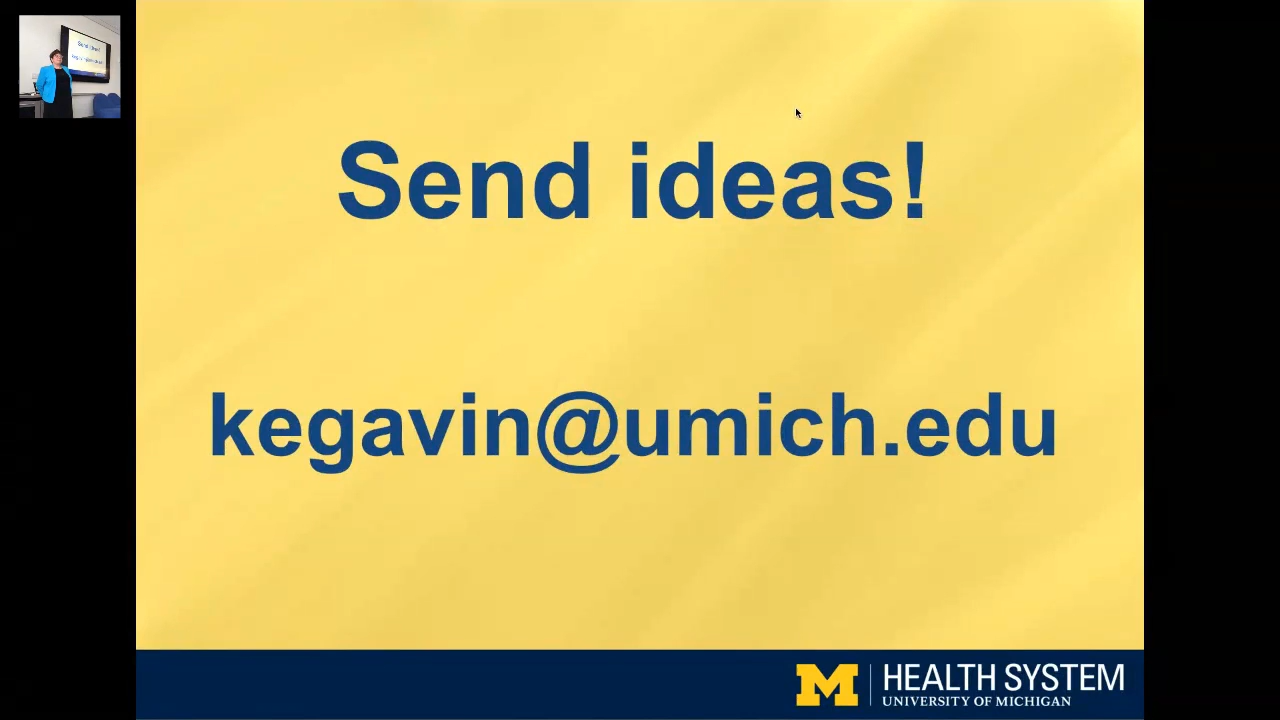 Send ideas!
kegavin@umich.edu
M HEALTH SYSTEM
UNIVERSITY OF MICHIGAN